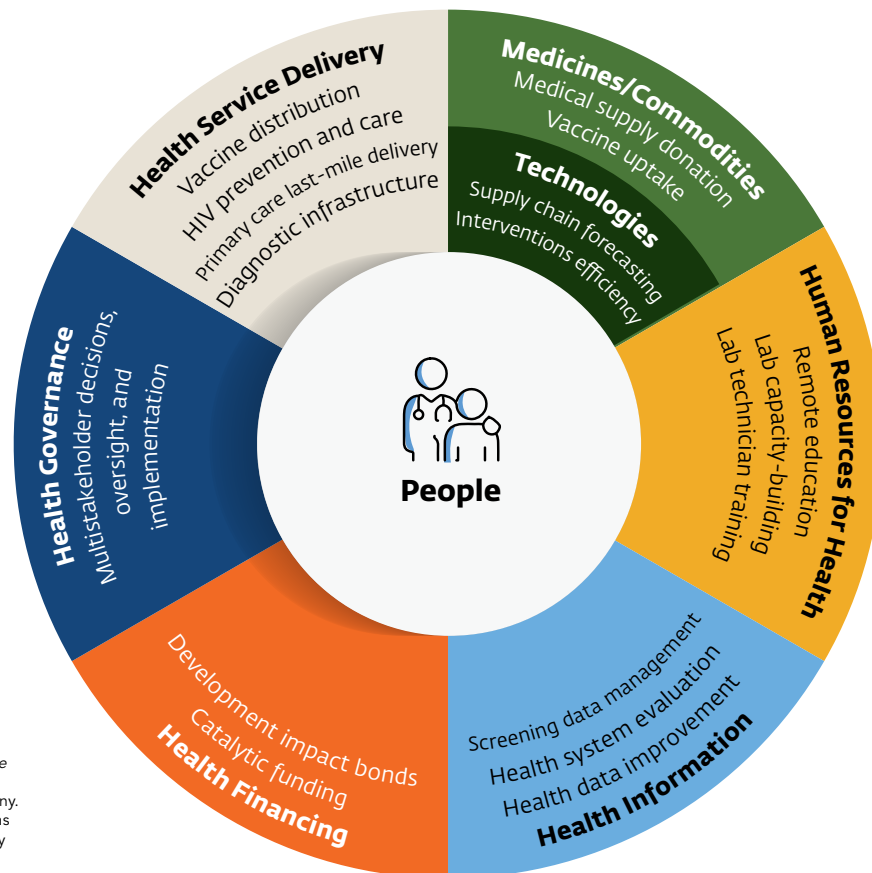 Health Service Delivery
Vaccine distribution
HIV prevention and care
Primary care last-mile delivery
Diagnostic infrastructure
Medicines/Commodities
Medical supply donation
Vaccine uptake
Technologies
Supply chain forecasting
Interventions efficiency
Human Resources for Health
Remote education
Lab capacity-building
Lab technician training
Screening data management
Health system evaluation
Health data improvement
Health Information
Development impact bonds
Catalytic funding
Health Financing
Health Governance
Multistakeholder decisions,
oversight, and
implementation
People